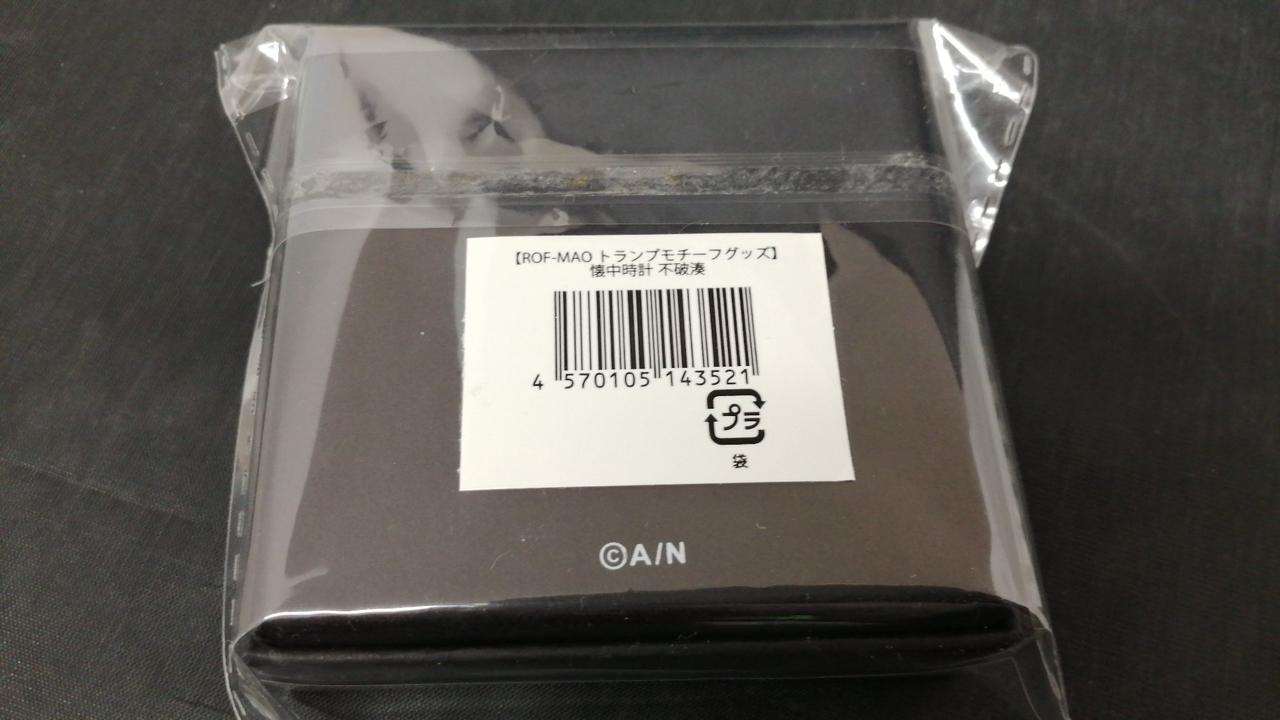 【ROF-MAO トランプモチーフグッズ】
懐中時計 不破湊
4 570105 143521
プラ
袋
©A/N